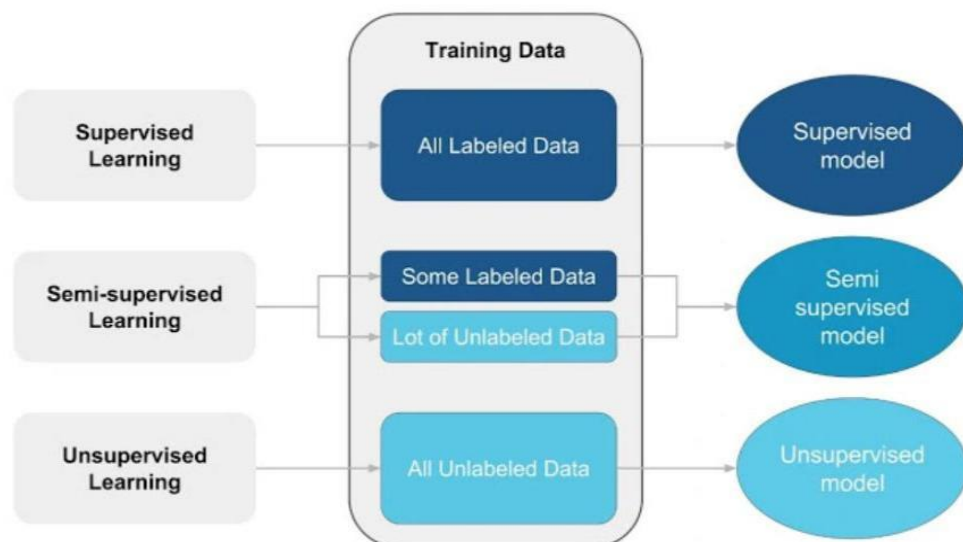 Training Data
Supervised
Learning
All Labeled Data
Supervised
model
Semi-supervised
Learning
Some Labeled Data
Lot of Unlabeled Data
Semi
supervised
model
Unsupervised
Learning
All Unlabeled Data
Unsupervised
model